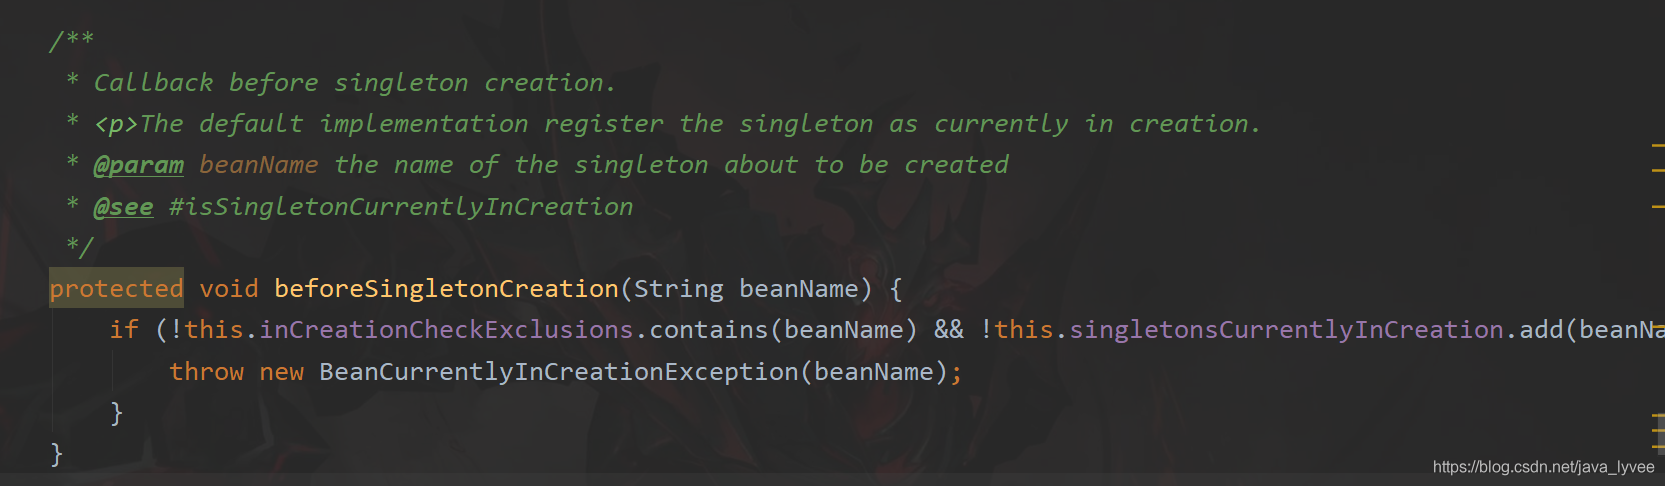 /**
* Callback before singleton creation.
* <p>The default implementation register the singleton as currently in creation.
* @param beanName the name of the singleton about to be created
* @see #isSingletonCurrentlyInCreation
*/
protected void beforeSingletonCreation(String beanName) {
if (!this.inCreationCheckExclusions.contains(beanName) && !this.singletonsCurrentlyInCreation.add(beanNa
throw new BeanCurrentlyInCreationException(beanName);
}
}
https://blog.csdn.net/java_lyvee